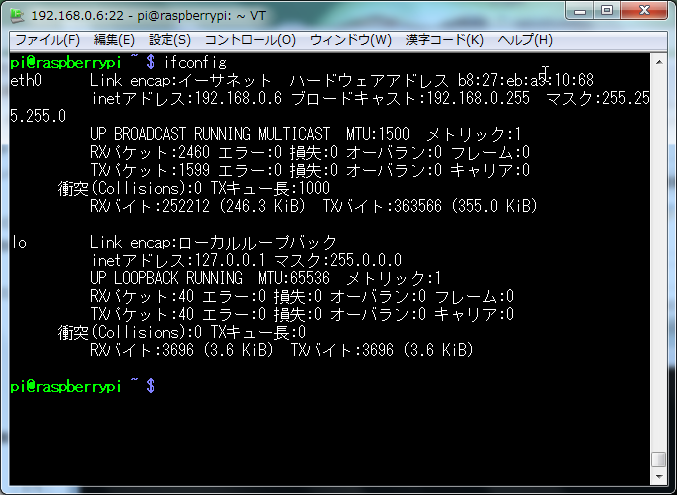 192.168.0.6:22 - pi@raspberrypi: ~ VT
ファイル(F) 編集(E) 設定(S) コントロール(O) ウィンドウ(W) 漢字コード(K) ヘルプ(H)
pi@raspberrypi ~ $ ifconfig
eth0 Link encap:イーサネット ハードウェアアドレス b8:27:eb:a5:10:68
inetアドレス:192.168.0.6 ブロードキャスト:192.168.0.255 マスク:255.25
5.255.0
UP BROADCAST RUNNING MULTICAST MTU:1500 メトリック:1
RXパケット:2460 エラー:0 損失:0 オーバラン:0 フレーム:0
TXパケット:1599 エラー:0 損失:0 オーバラン:0 キャリア:0
衝突(Collisions):0 TXキュー長:1000
RXバイト:252212 (246.3 KiB) TXバイト:363566 (355.0 KiB)
lo Link encap:ローカルループバック
inetアドレス:127.0.0.1 マスク:255.0.0.0
UP LOOPBACK RUNNING MTU:65536 メトリック:1
RXパケット:40 エラー:0 損失:0 オーバラン:0 フレーム:0
TXパケット:40 エラー:0 損失:0 オーバラン:0 キャリア:0
衝突(Collisions):0 TXキュー長:0
RXバイト:3696 (3.6 KiB) TXバイト:3696 (3.6 KiB)
pi@raspberrypi ~ $